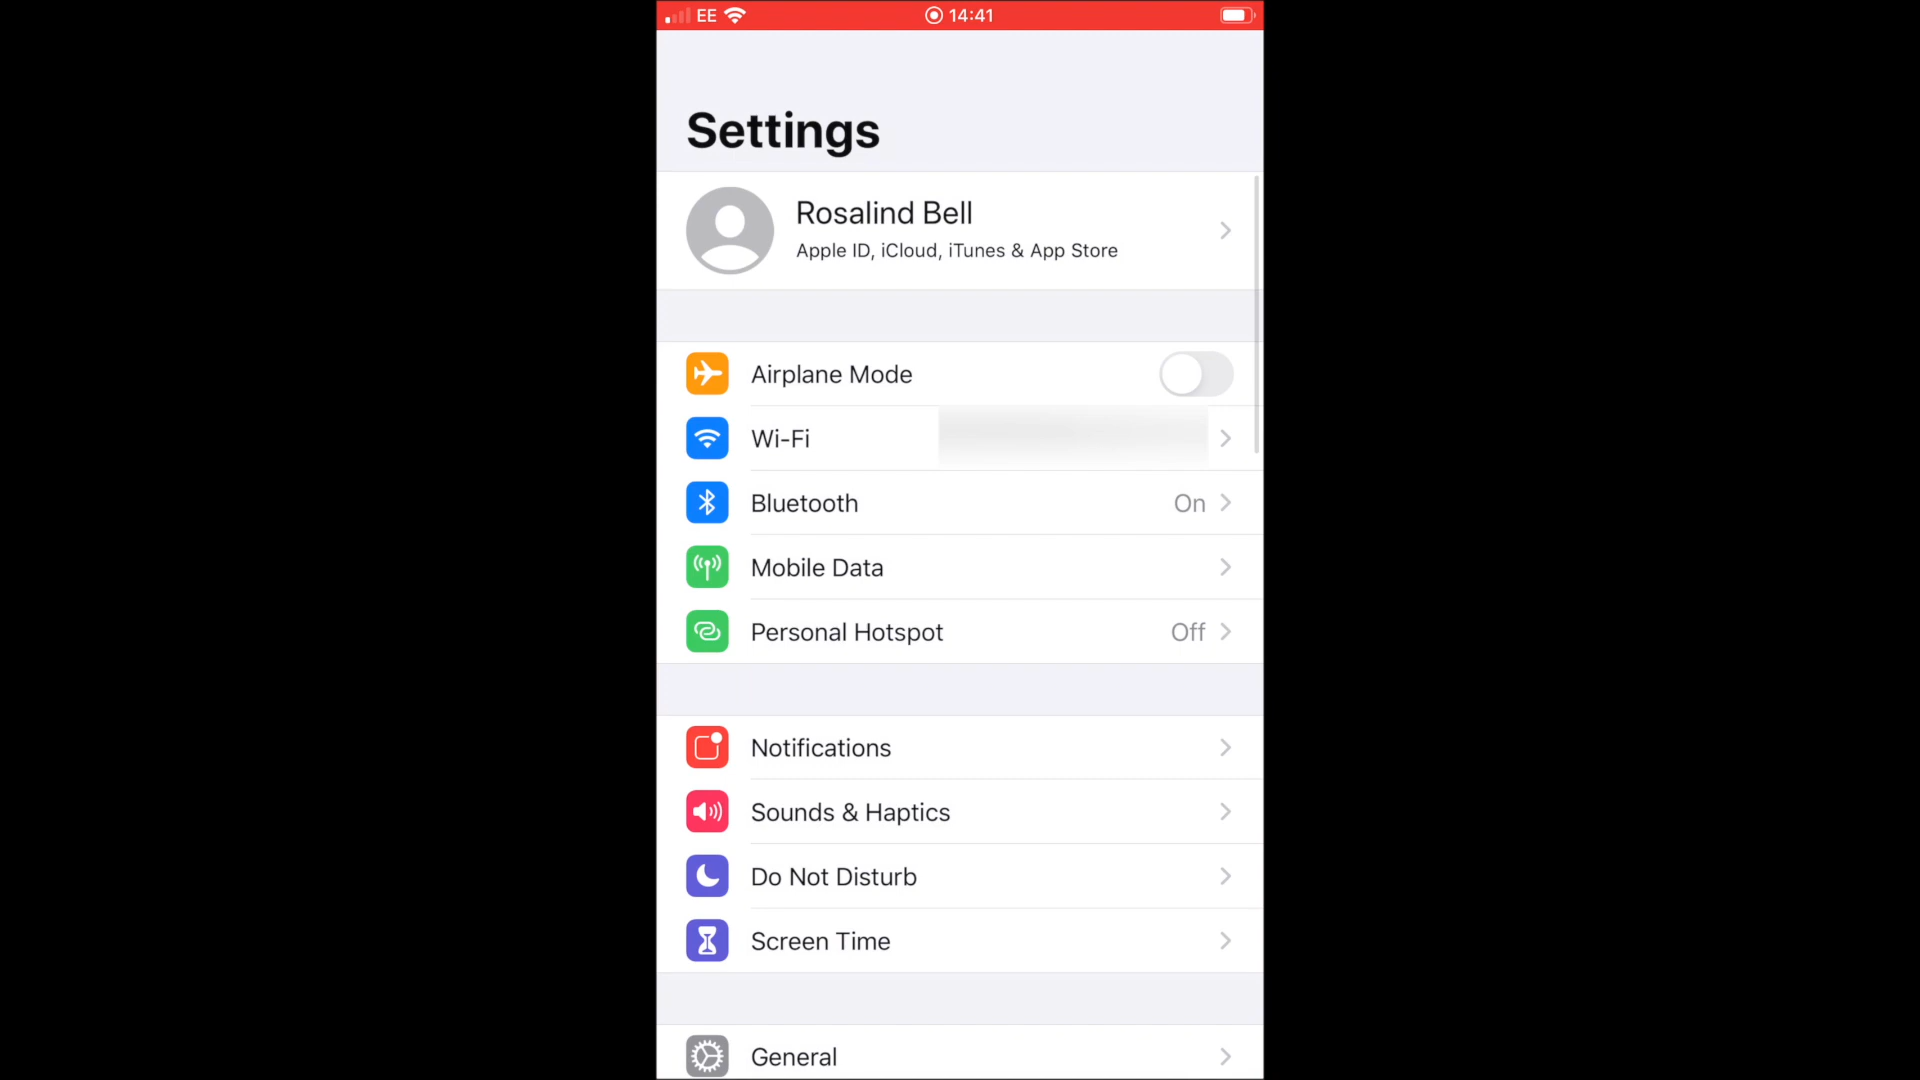 EE 14:41
Settings
Rosalind Bell
Apple ID, iCloud, iTunes & App Store
Airplane Mode
Wi-Fi
Bluetooth On
Mobile Data
Personal Hotspot Off
Notifications
Sounds & Haptics
Do Not Disturb
Screen Time
General